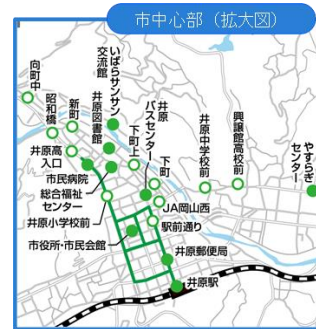 市中心部（拡大図）
向町中
昭和橋
新町
井原図書館
いばらサンサン
交流館
井原高
入口
市民病院
総合福祉
センター
下町上
井原
バスセンター
下町
井原中学校前
興譲館高校前
やすらぎ
センター
JA岡山西
井原小学校前
駅前通り
市役所・市民会館
井原郵便局
井原駅